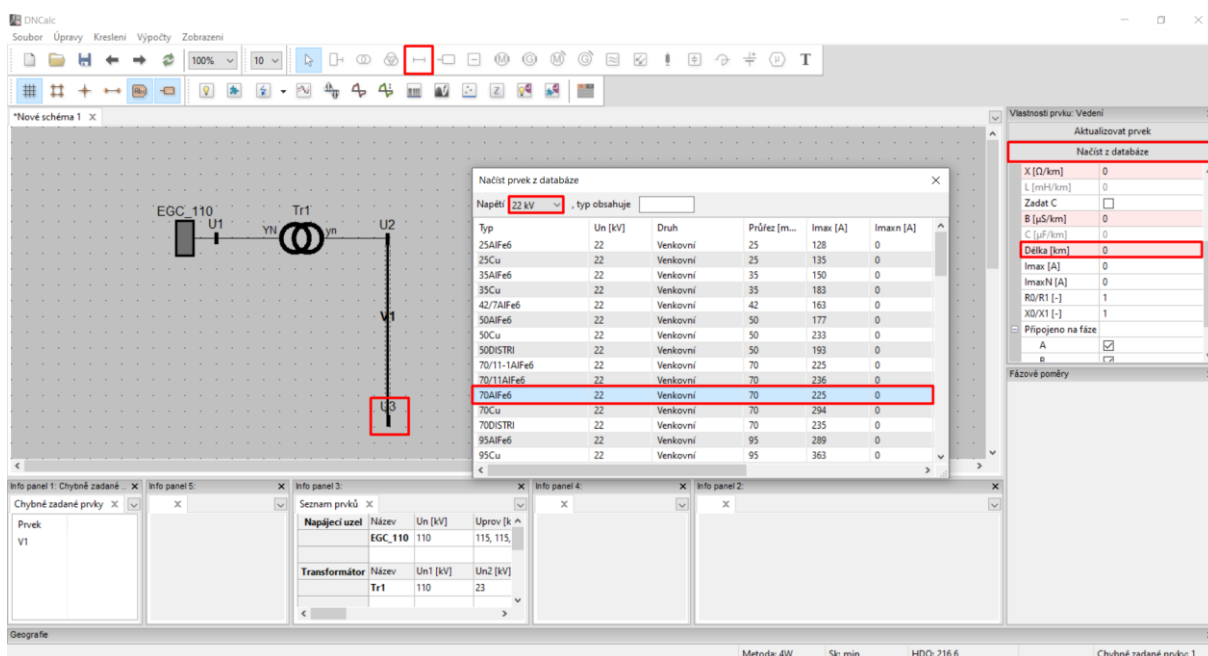 DNCalc
Soubor Úpravy Kreslení Výpočty Zobrazení
100% 10 M G M G T
*Nové schéma 1 X
EGC_110
U1
YN
Tr1
yn
U2
V1
U3
Načíst prvek z databáze
Napětí 22 kV , typ obsahuje
Typ Un [kV] Druh Průřez [m... Imax [A] Imaxn [A]
25AlFe6 22 Venkovní 25 128 0
25Cu 22 Venkovní 25 135 0
35AlFe6 22 Venkovní 35 150 0
35Cu 22 Venkovní 35 183 0
42/7AlFe6 22 Venkovní 42 163 0
50AlFe6 22 Venkovní 50 177 0
50Cu 22 Venkovní 50 233 0
50DISTRI 22 Venkovní 50 193 0
70/11-1AlFe6 22 Venkovní 70 225 0
70/11AlFe6 22 Venkovní 70 236 0
70AlFe6 22 Venkovní 70 225 0
70Cu 22 Venkovní 70 294 0
70DISTRI 22 Venkovní 70 235 0
95AlFe6 22 Venkovní 95 289 0
95Cu 22 Venkovní 95 363 0
Vlastnosti prvku: Vedení
Aktualizovat prvek
Načíst z databáze
X [Ω/km] 0
L [mH/km] 0
Zadat C
B [µS/km] 0
C [µF/km] 0
Délka [km] 0
Imax [A] 0
ImaxN [A] 0
R0/R1 [-] 1
X0/X1 [-] 1
Připojeno na fáze
A
B
Fázové poměry
Info panel 1: Chybně zadané .. X
Chybné zadané prvky X
Prvek
V1
Info panel 5: X
Info panel 3: X
Seznam prvků X
Napájecí uzel Název Un [kV] Uprov [k
EGC_110 110 115, 115,
Transformátor Název Un1 [kV] Un2 [kV]
Tr1 110 23
Info panel 4: X
Info panel 2: X
Geografie
Metoda: 4W Sk: min HDO: 216.6 Chybné zadané prvky: 1